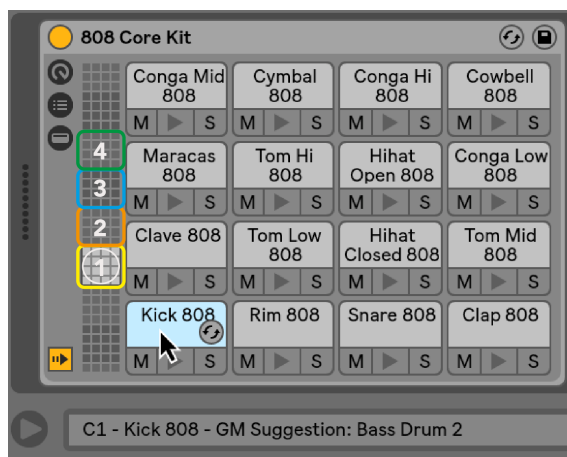 808 Core Kit
Conga Mid Cymbal Conga Hi Cowbell
808 808 808 808
M S M S M S M S
4
Maracas Tom Hi Hihat Conga Low
808 808 Open 808 808
3
M S M S M S M S
2
Clave 808 Tom Low Hihat Tom Mid
808 Closed 808 808
1
M S M S M S M S
Kick 808 Rim 808 Snare 808 Clap 808
M S M S M S M S
C1 - Kick 808 - GM Suggestion: Bass Drum 2